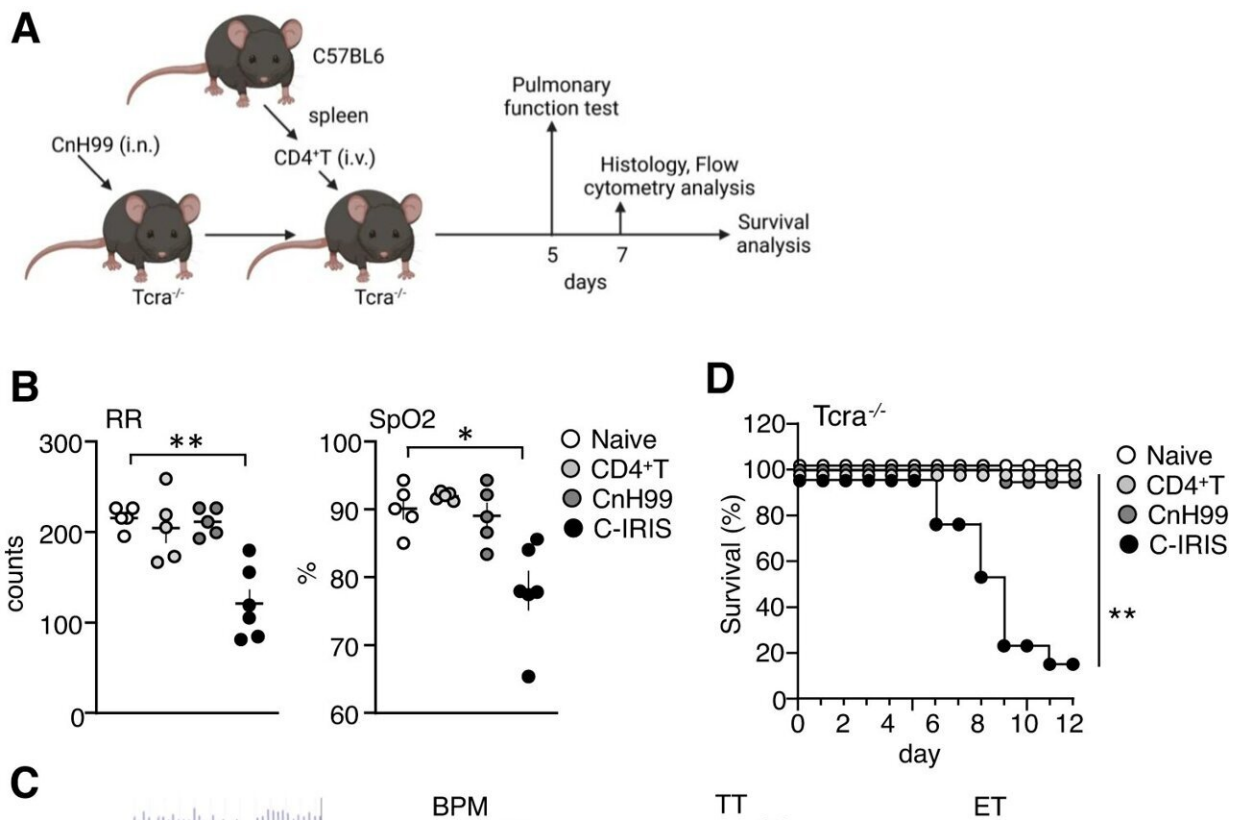 A
C57BL6
spleen
CnH99 (i.n.)
CD4+T (i.v.)
Tcra-/-
Tcra-/-
Pulmonary
function test
Histology, Flow
cytometry analysis
Survival
analysis
5
7
days
B
RR
**
300
200
100
0
counts
SpO2
*
100
90
80
70
60
%
Naive
CD4+T
CnH99
C-IRIS
D
Tcra-/-
120
100
80
60
40
20
0
Survival (%)
0 2 4 6 8 10 12
day
Naive
CD4+T
CnH99
C-IRIS
**
C
BPM
TT
ET